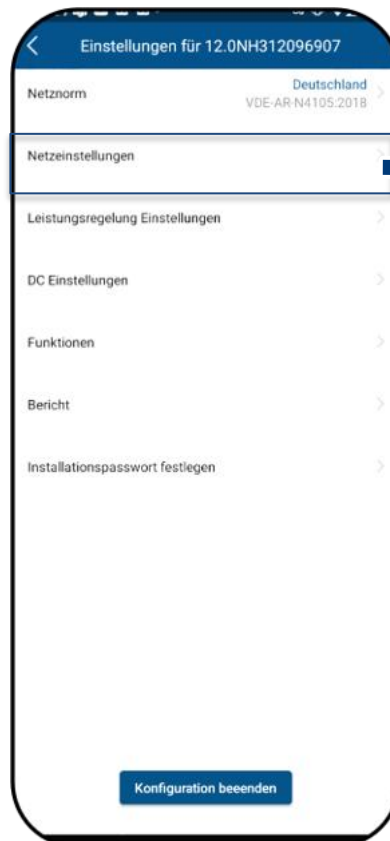 Einstellungen für 12.0NH312096907
Netznorm
Deutschland
VDE-AR-N4105:2018
Netzeinstellungen
Leistungsregelung Einstellungen
DC Einstellungen
Funktionen
Bericht
Installationspasswort festlegen
Konfiguration beeenden